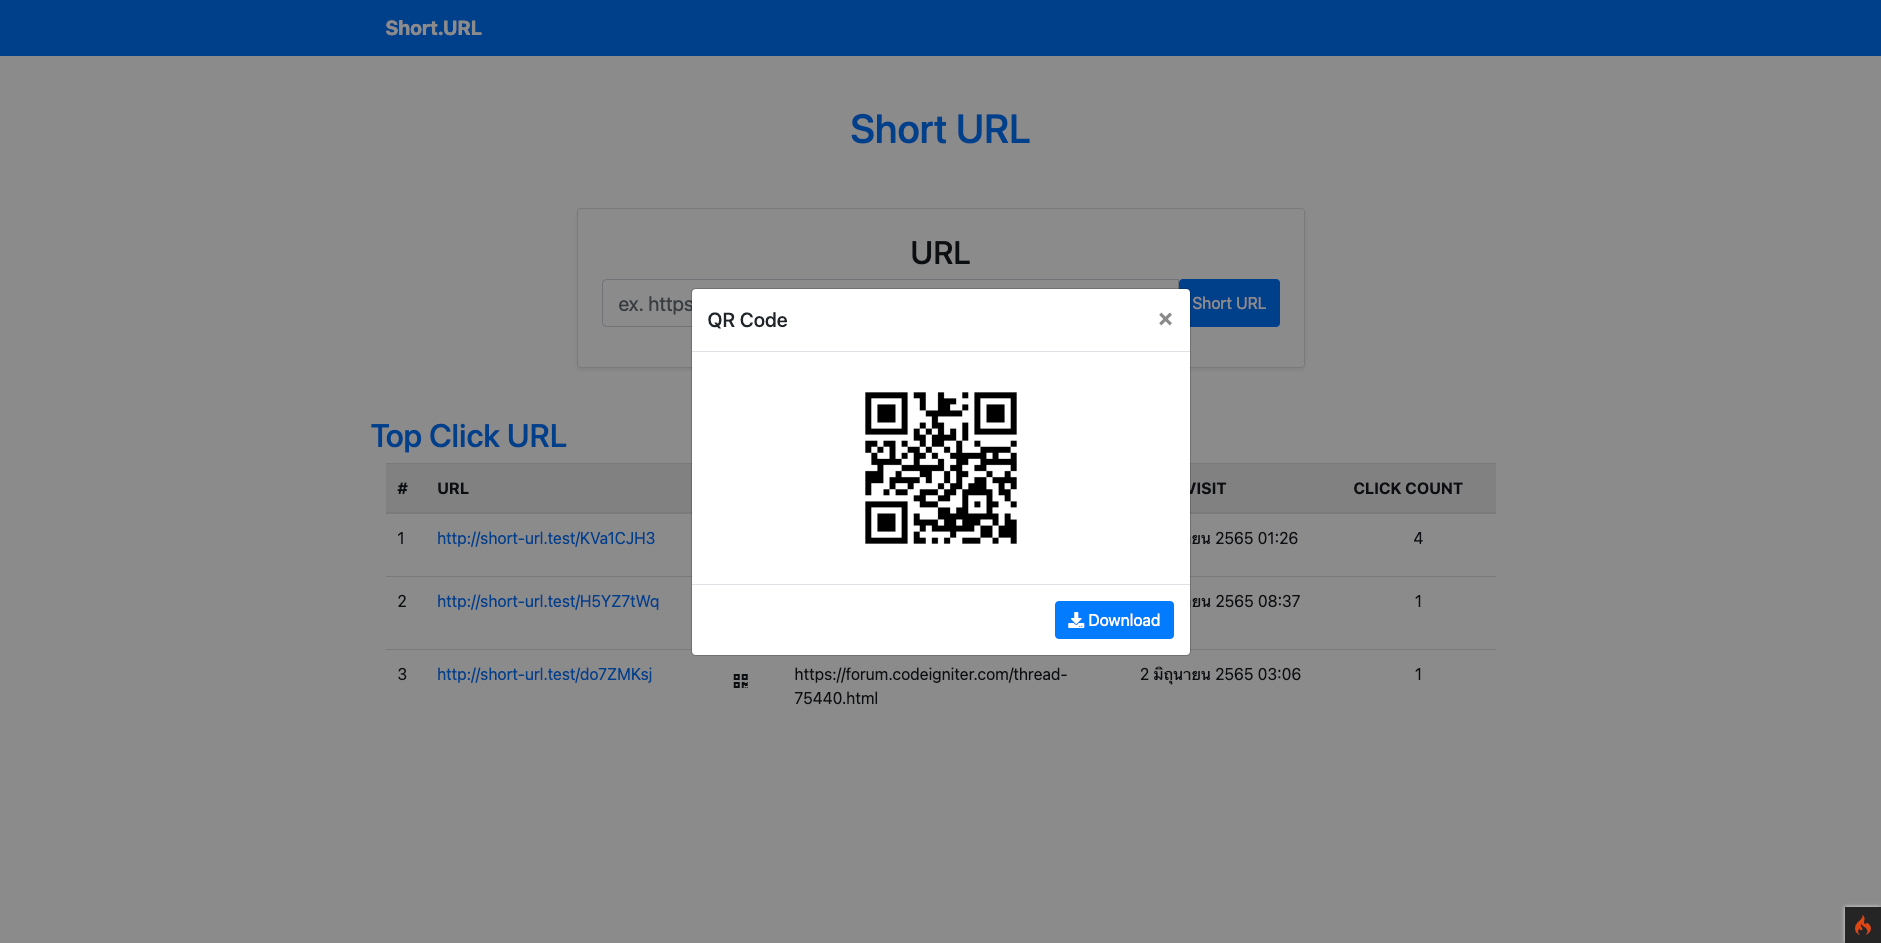 Short.URL
Short URL
URL
ex. https
Short URL
QR Code
×
Download
Top Click URL
# URL VISIT CLICK COUNT
1 http://short-url.test/KVa1CJH3 ยน 2565 01:26 4
2 http://short-url.test/H5YZ7tWq ยน 2565 08:37 1
3 http://short-url.test/do7ZMKsj https://forum.codeigniter.com/thread- 2 มิถุนายน 2565 03:06 1
75440.html